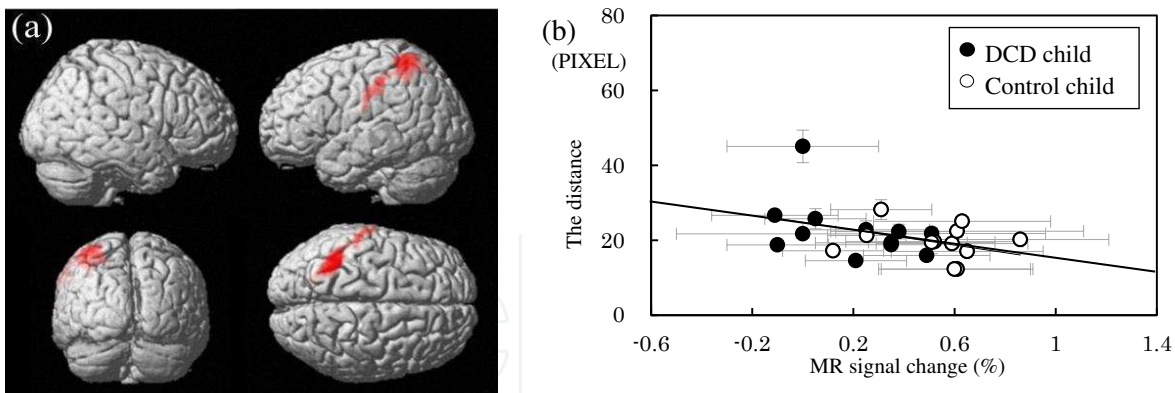 (a)
(b)
(PIXEL)
The distance
80
60
40
20
0
DCD child
Control child
-0.6
-0.2
0.2
0.6
1
1.4
MR signal change (%)